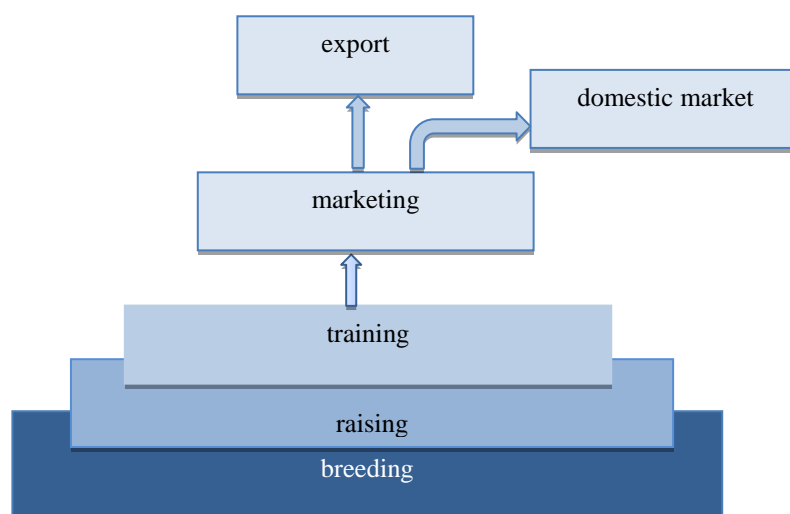 export
domestic market
marketing
training
raising
breeding